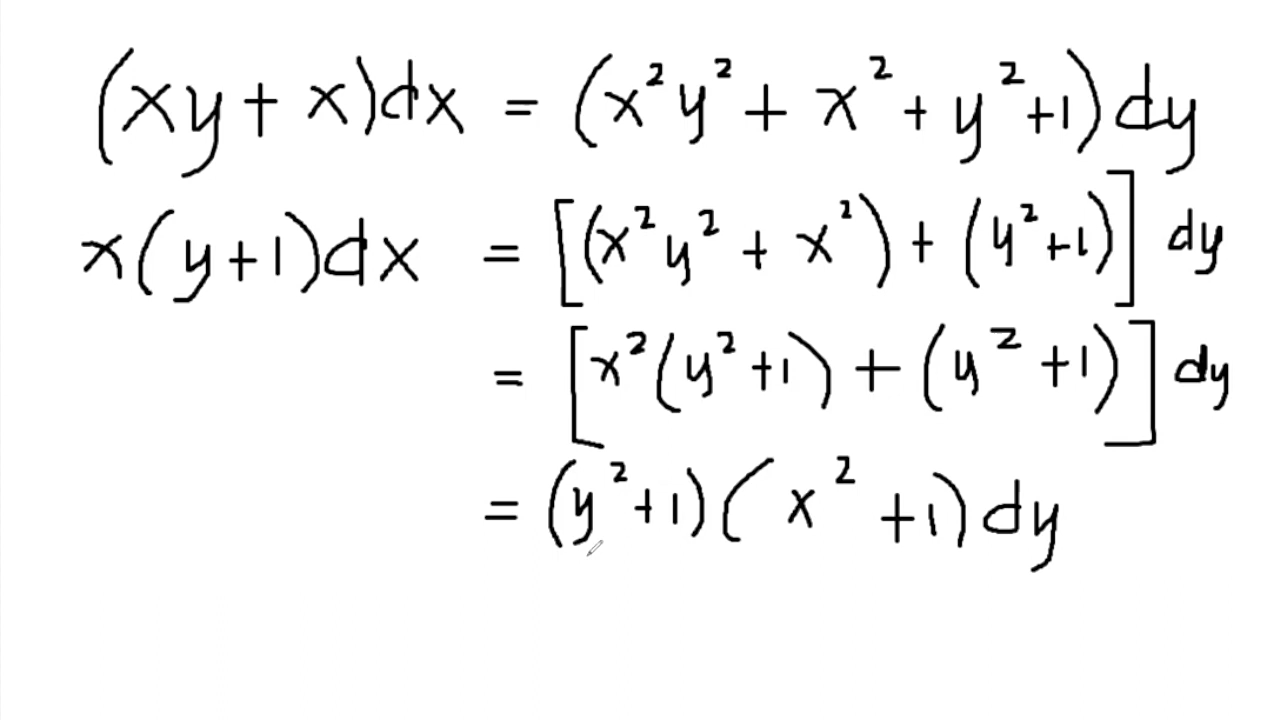 (xy + x)dx = (x²y² + x² + y² +1)dy
x(y+1)dx = [(x²y² + x²) + (y² +1)] dy
= [x²(y² +1) + (y² +1)] dy
= (y² +1)(x² +1)dy